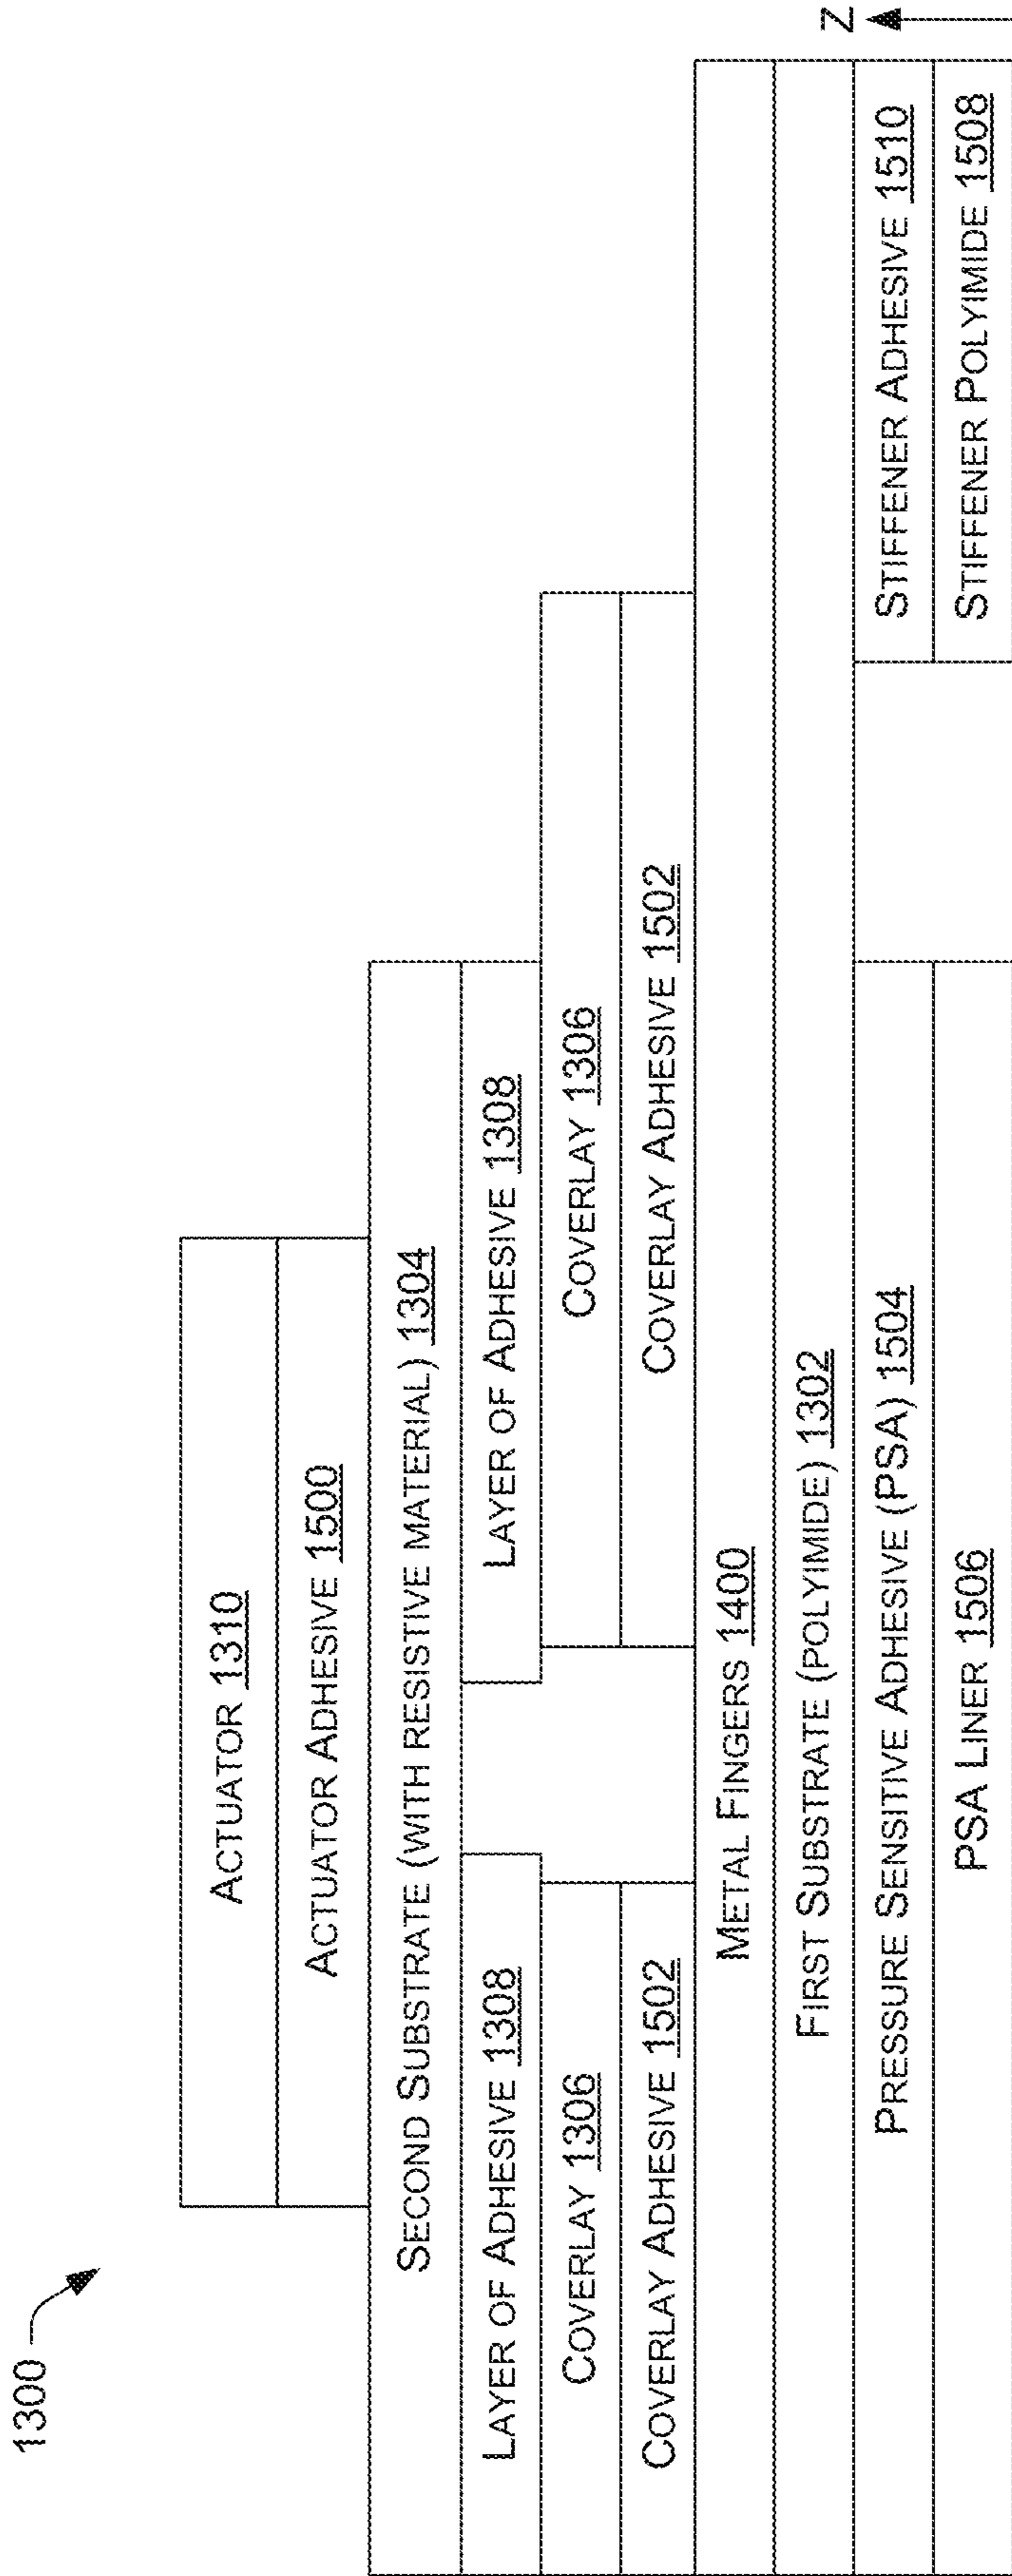 1300
Z
ACTUATOR 1310
ACTUATOR ADHESIVE 1500
SECOND SUBSTRATE (WITH RESISTIVE MATERIAL) 1304
LAYER OF ADHESIVE 1308
LAYER OF ADHESIVE 1308
COVERLAY 1306
COVERLAY 1306
COVERLAY ADHESIVE 1502
COVERLAY ADHESIVE 1502
METAL FINGERS 1400
FIRST SUBSTRATE (POLYIMIDE) 1302
PRESSURE SENSITIVE ADHESIVE (PSA) 1504
STIFFENER ADHESIVE 1510
PSA LINER 1506
STIFFENER POLYIMIDE 1508